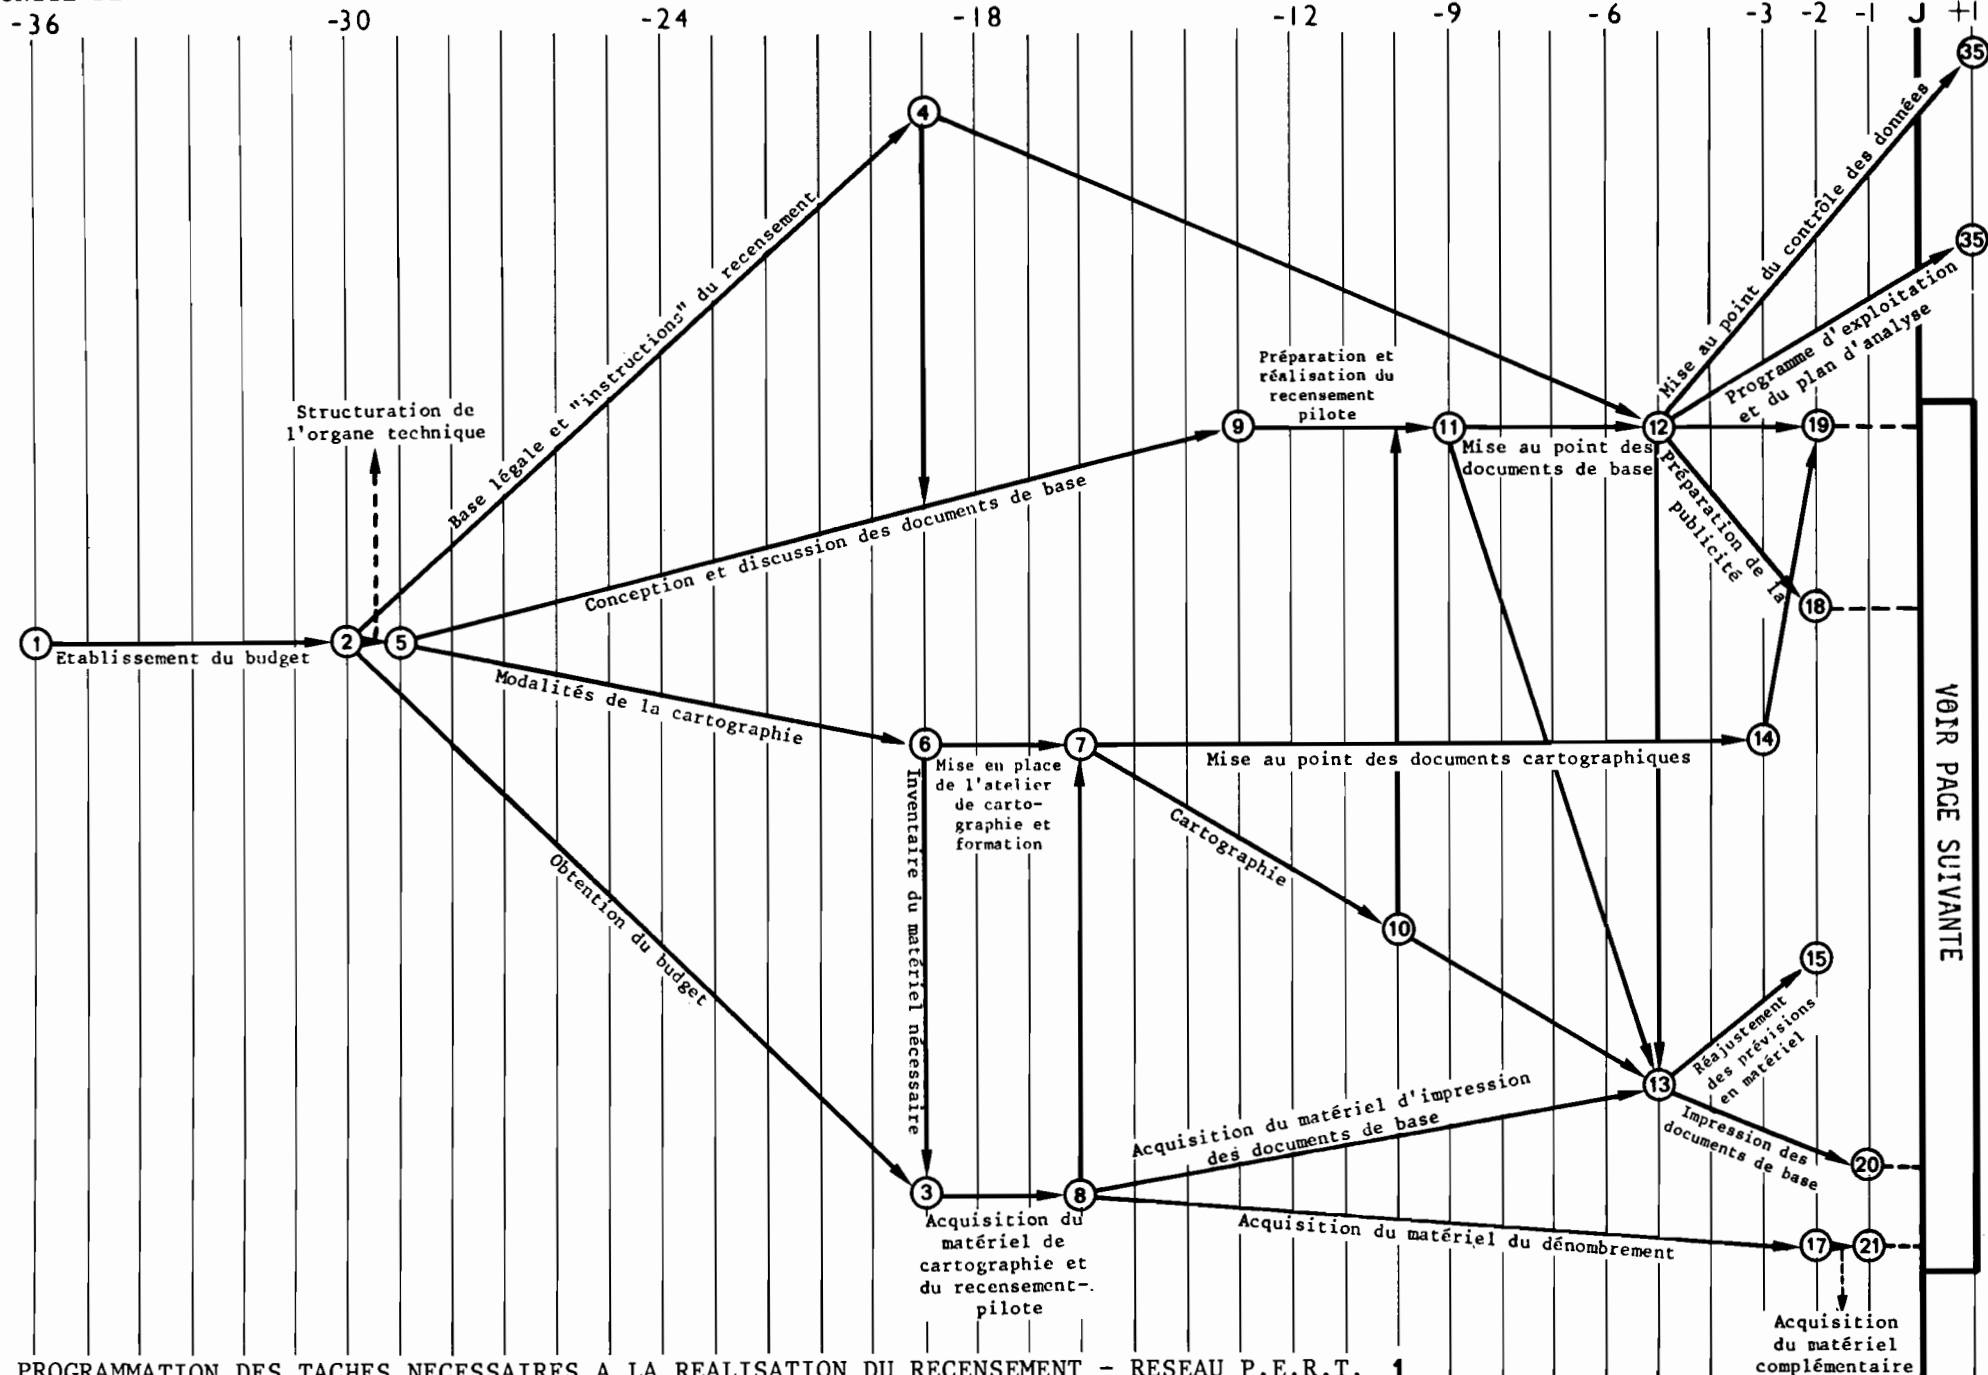 -36 -30 -24 -18 -12 -9 -6 -3 -2 -1 J +1
35
4
Mise au point du contrôle des données
35
Base légale et "instructions" du recensement
Programme d'exploitation
et du plan d'analyse
Préparation et
réalisation du
recensement
pilote
Structuration de
l'organe technique
9
11
12
19
Mise au point des
documents de base
Préparation de la
publicité
Conception et discussion des documents de base
18
1
2
5
Etablissement du budget
Modalités de la cartographie
6
7
14
Mise en place
de l'atelier
de carto-
graphie et
formation
Mise au point des documents cartographiques
Inventaire du matériel nécessaire
Cartographie
Obtention du budget
10
15
Réajustement
des prévisions
en matériel
13
Acquisition du matériel d'impression
des documents de base
Impression des
documents de base
20
3
8
Acquisition du
matériel de
cartographie et
du recensement-
pilote
Acquisition du matériel du dénombrement
17
21
Acquisition
du matériel
complémentaire
VOIR PAGE SUIVANTE
PROGRAMMATION DES TACHES NECESSAIRES A LA REALISATION DU RECENSEMENT - RESEAU P.E.R.T. 1